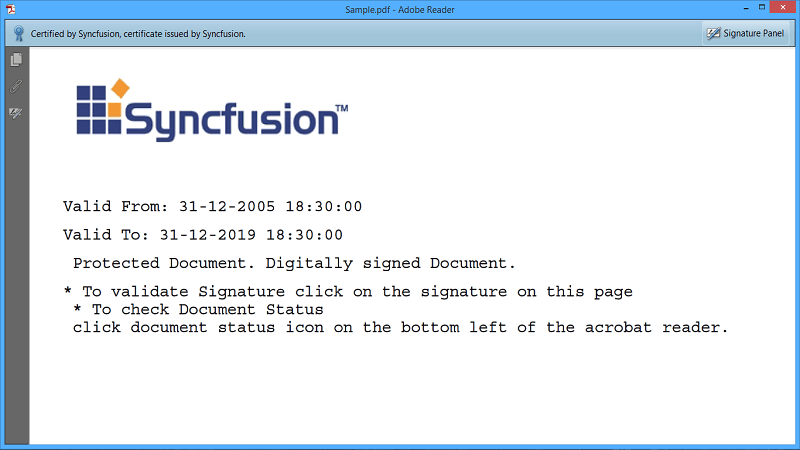 Sample.pdf - Adobe Reader
Certified by Syncfusion, certificate issued by Syncfusion.
Signature Panel
Syncfusion™
Valid From: 31-12-2005 18:30:00
Valid To: 31-12-2019 18:30:00
Protected Document. Digitally signed Document.
* To validate Signature click on the signature on this page
* To check Document Status
click document status icon on the bottom left of the acrobat reader.